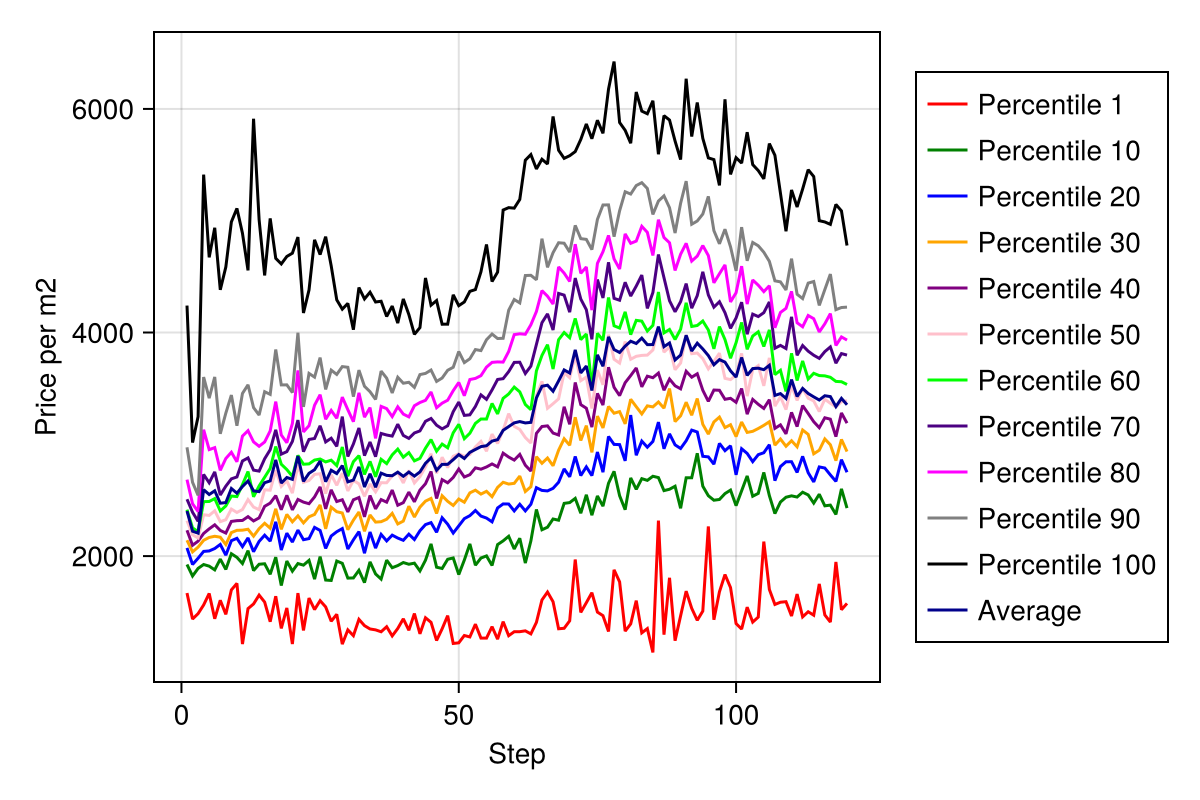 Price per m2
6000
4000
2000
0
50
100
Step
Percentile 1
Percentile 10
Percentile 20
Percentile 30
Percentile 40
Percentile 50
Percentile 60
Percentile 70
Percentile 80
Percentile 90
Percentile 100
Average